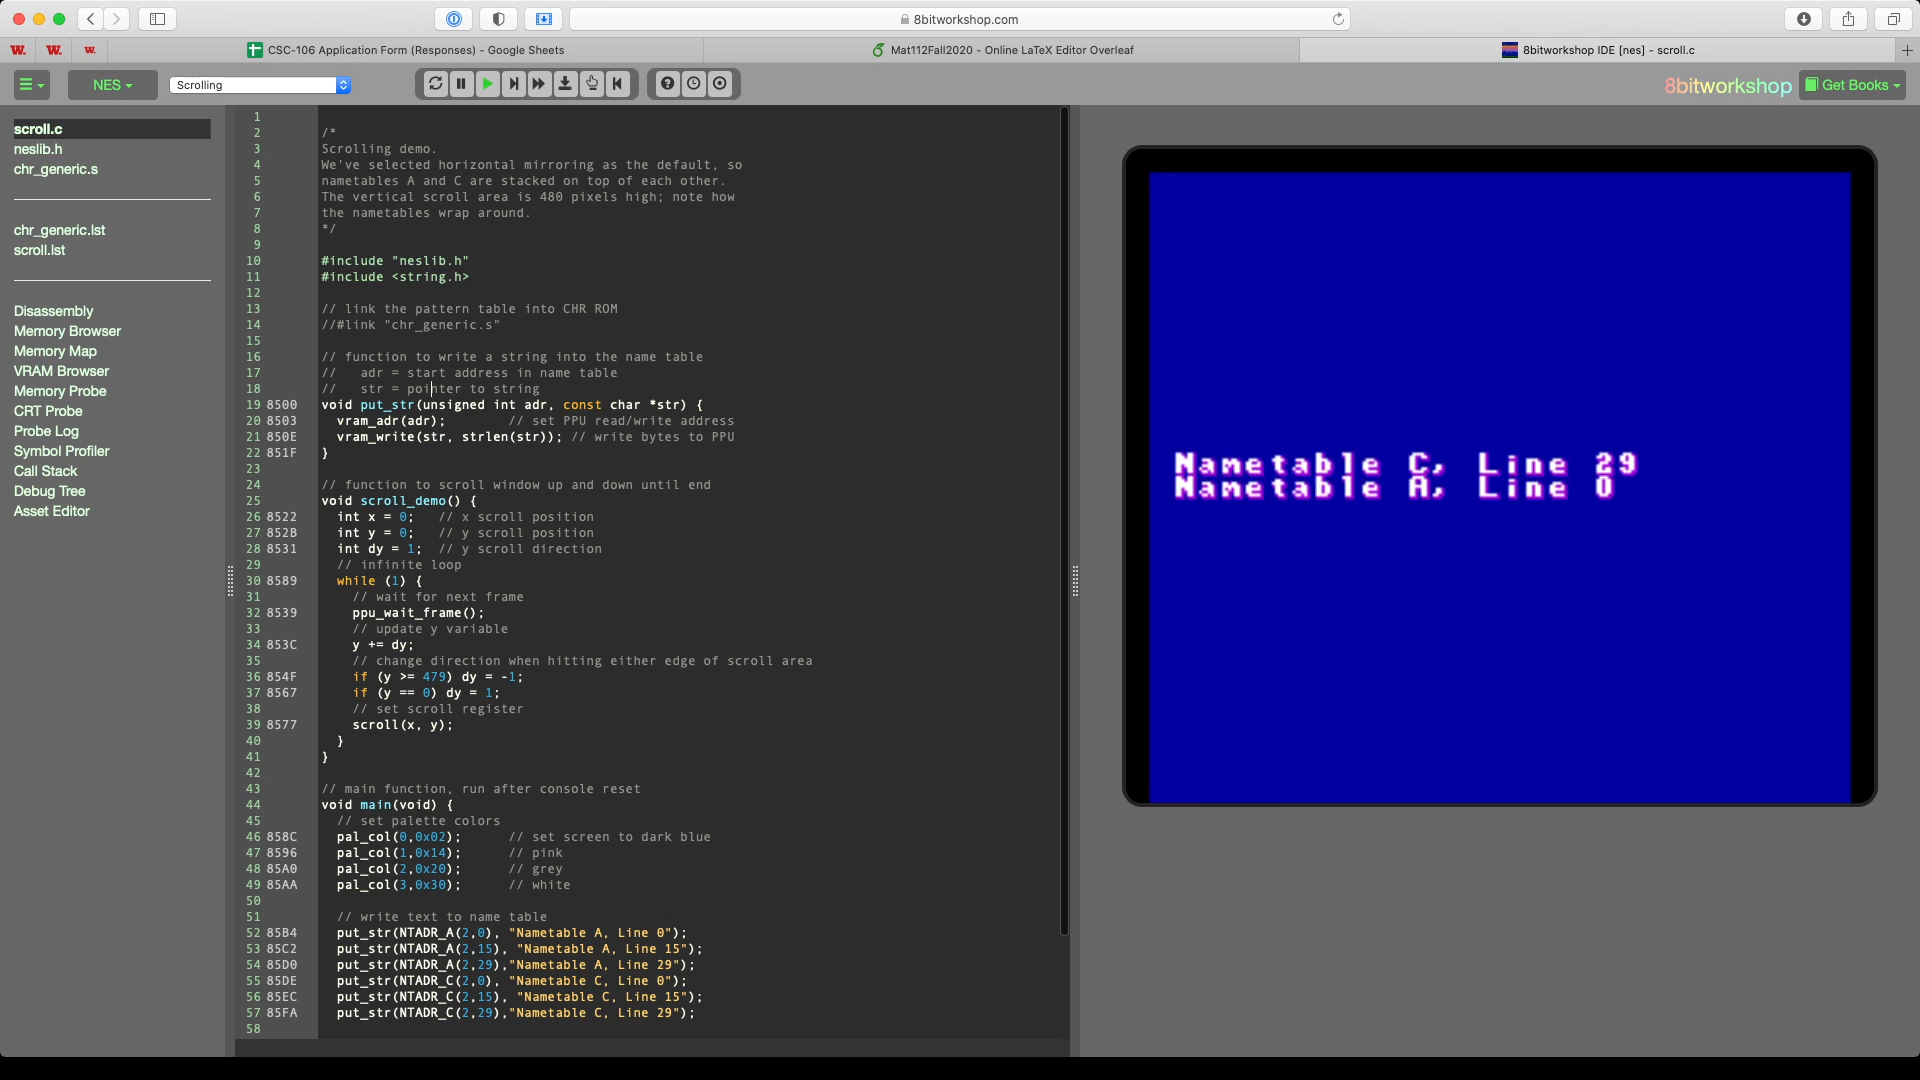 8bitworkshop.com
W. W. W. CSC-106 Application Form (Responses) - Google Sheets Mat112Fall2020 - Online LaTeX Editor Overleaf 8bitworkshop IDE [nes] - scroll.c
NES Scrolling 8bitworkshop Get Books
scroll.c
neslib.h
chr_generic.s
chr_generic.lst
scroll.lst
Disassembly
Memory Browser
Memory Map
VRAM Browser
Memory Probe
CRT Probe
Probe Log
Symbol Profiler
Call Stack
Debug Tree
Asset Editor
1
2 /*
3 Scrolling demo.
4 We've selected horizontal mirroring as the default, so
5 nametables A and C are stacked on top of each other.
6 The vertical scroll area is 480 pixels high; note how
7 the nametables wrap around.
8 */
9
10 #include "neslib.h"
11 #include <string.h>
12
13 // link the pattern table into CHR ROM
14 //#link "chr_generic.s"
15
16 // function to write a string into the name table
17 //   adr = start address in name table
18 //   str = pointer to string
19 8500 void put_str(unsigned int adr, const char *str) {
20 8503   vram_adr(adr);        // set PPU read/write address
21 850E   vram_write(str, strlen(str)); // write bytes to PPU
22 851F }
23
24 // function to scroll window up and down until end
25 void scroll_demo() {
26 8522   int x = 0;   // x scroll position
27 852B   int y = 0;   // y scroll position
28 8531   int dy = 1;  // y scroll direction
29   // infinite loop
30 8589   while (1) {
31     // wait for next frame
32 8539     ppu_wait_frame();
33     // update y variable
34 853C     y += dy;
35     // change direction when hitting either edge of scroll area
36 854F     if (y >= 479) dy = -1;
37 8567     if (y == 0) dy = 1;
38     // set scroll register
39 8577     scroll(x, y);
40   }
41 }
42
43 // main function, run after console reset
44 void main(void) {
45   // set palette colors
46 858C   pal_col(0,0x02);      // set screen to dark blue
47 8596   pal_col(1,0x14);      // pink
48 85A0   pal_col(2,0x20);      // grey
49 85AA   pal_col(3,0x30);      // white
50
51   // write text to name table
52 85B4   put_str(NTADR_A(2,0), "Nametable A, Line 0");
53 85C2   put_str(NTADR_A(2,15), "Nametable A, Line 15");
54 85D0   put_str(NTADR_A(2,29),"Nametable A, Line 29");
55 85DE   put_str(NTADR_C(2,0), "Nametable C, Line 0");
56 85EC   put_str(NTADR_C(2,15), "Nametable C, Line 15");
57 85FA   put_str(NTADR_C(2,29),"Nametable C, Line 29");
58
Nametable C, Line 29
Nametable A, Line 0